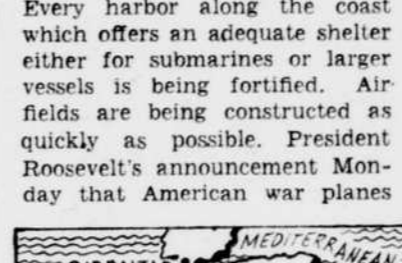 Every harbor along the coast
which offers an adequate shelter
either for submarines or larger
vessels is being fortified. Air-
fields are being constructed as
quickly as possible. President
Roosevelt's announcement Mon-
day that American war planes
MEDITERRANEAN